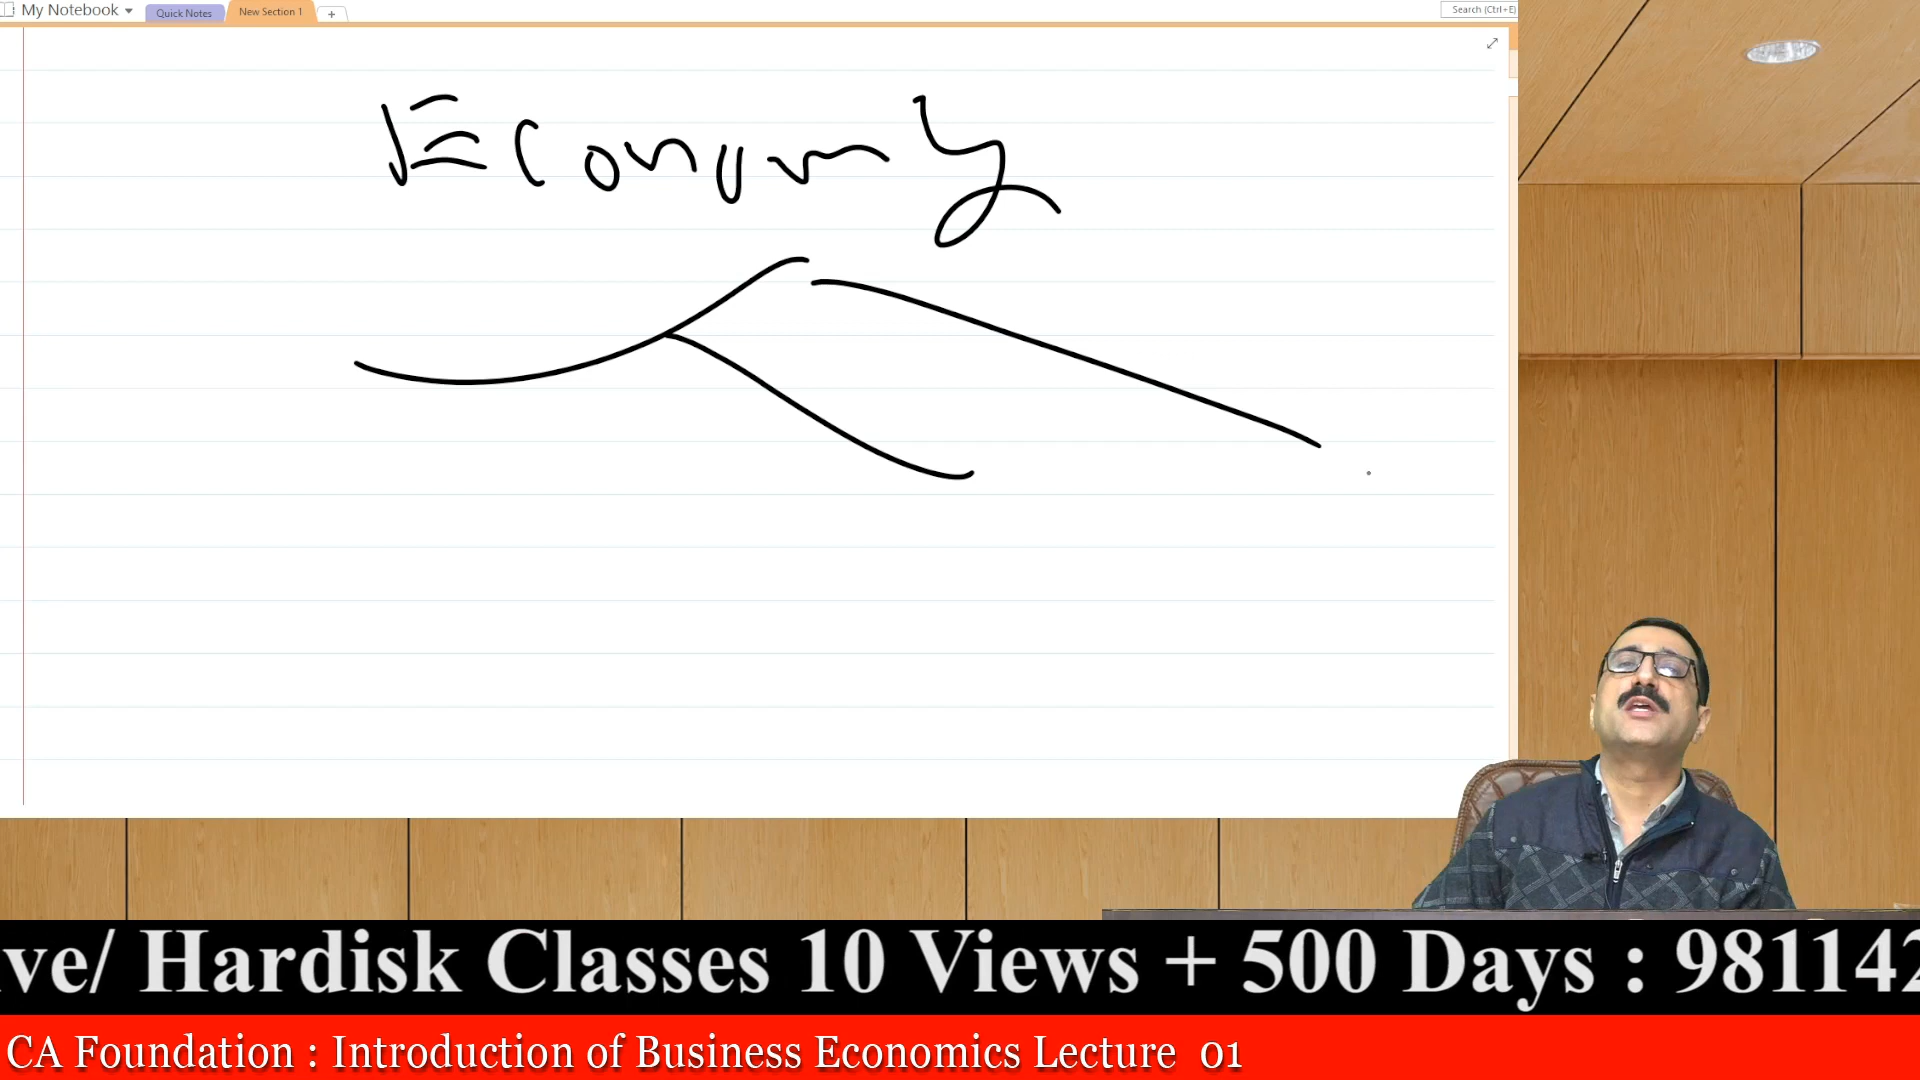 My Notebook
Quick Notes
New Section 1
+
Search (Ctrl+E)
Economy
ve/ Hardisk Classes 10 Views + 500 Days : 981142
CA Foundation : Introduction of Business Economics Lecture 01